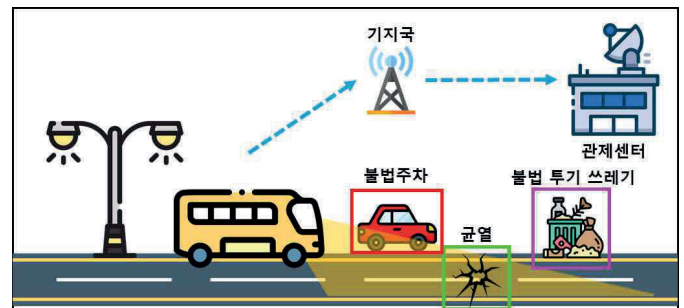 기지국
관제센터
불법주차
불법 투기 쓰레기
균열